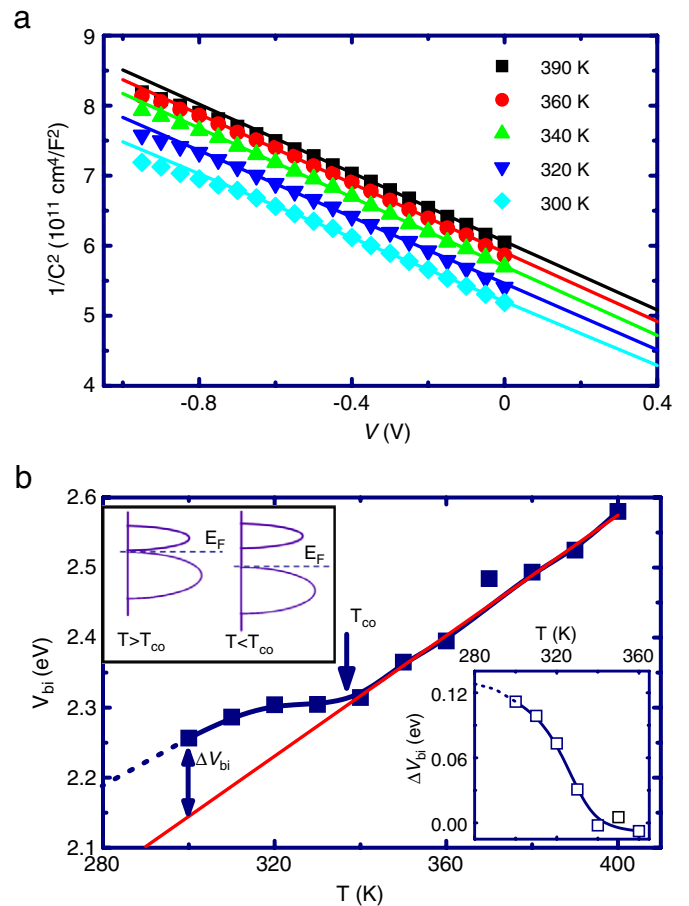 a
9
8
7
6
5
4
1/C² (10¹¹ cm⁴/F²)
390 K
360 K
340 K
320 K
300 K
-0.8
-0.4
0
0.4
V (V)
b
2.6
2.5
2.4
2.3
2.2
2.1
V_bi (eV)
E_F
E_F
T>T_co
T<T_co
T_co
ΔV_bi
T (K)
280
310
350
360
0.12
0.06
0.00
ΔV_bi (ev)
280
320
360
400
T (K)